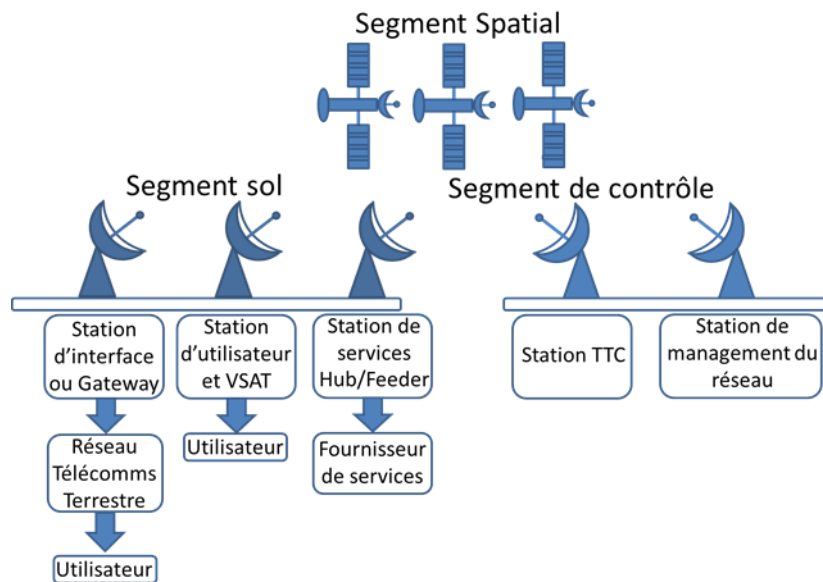 Segment Spatial
Segment sol
Segment de contrôle
Station
d'interface
ou Gateway
Station
d'utilisateur
et VSAT
Station de
services
Hub/Feeder
Station TTC
Station de
management du
réseau
Réseau
Télécomms
Terrestre
Utilisateur
Fournisseur
de services
Utilisateur